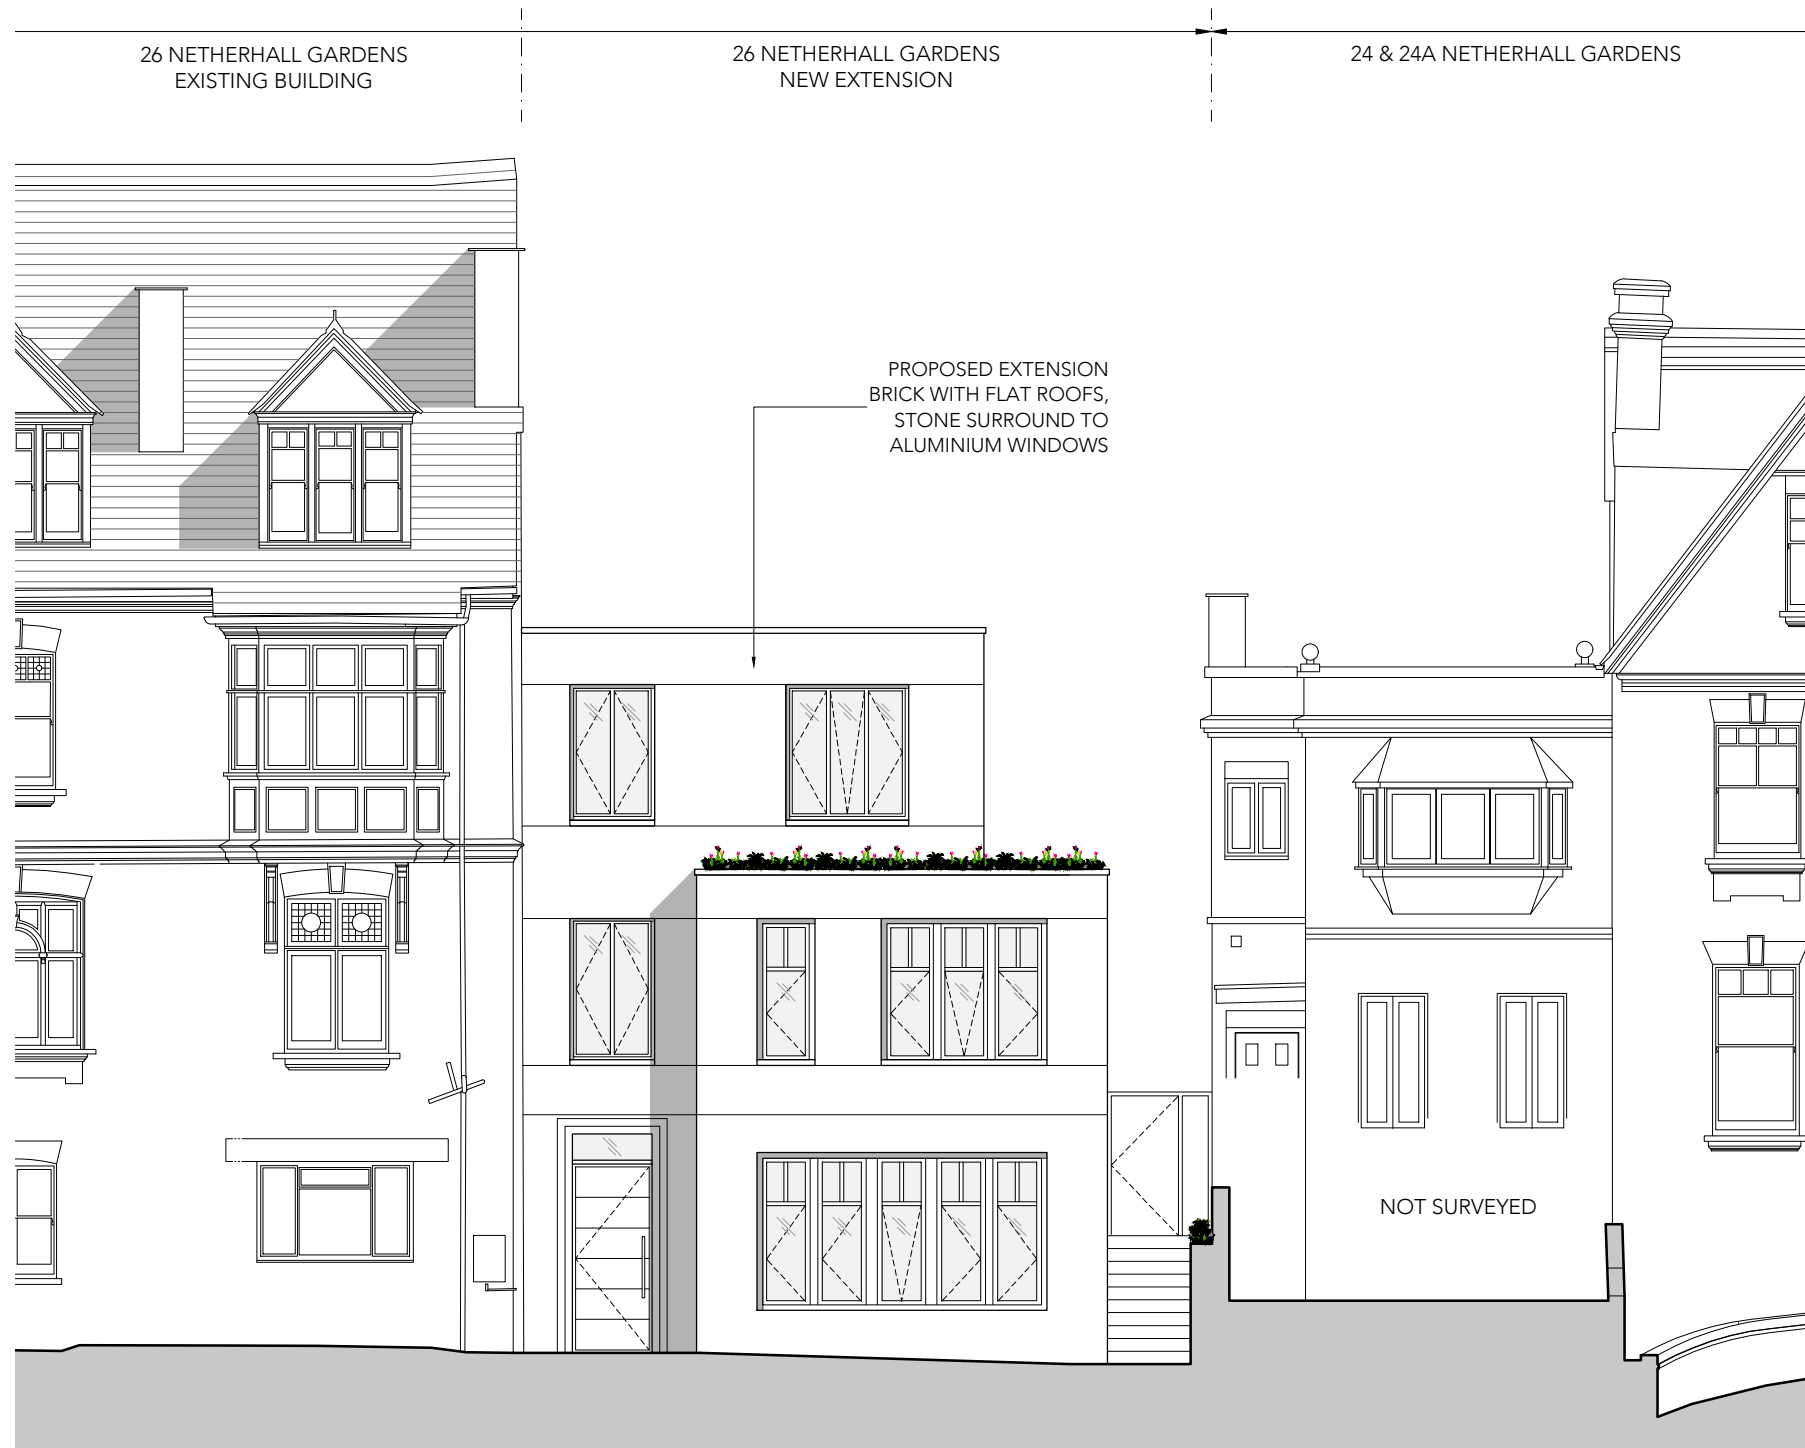 26 NETHERHALL GARDENS
EXISTING BUILDING
26 NETHERHALL GARDENS
NEW EXTENSION
24 & 24A NETHERHALL GARDENS
PROPOSED EXTENSION
BRICK WITH FLAT ROOFS,
STONE SURROUND TO
ALUMINIUM WINDOWS
NOT SURVEYED